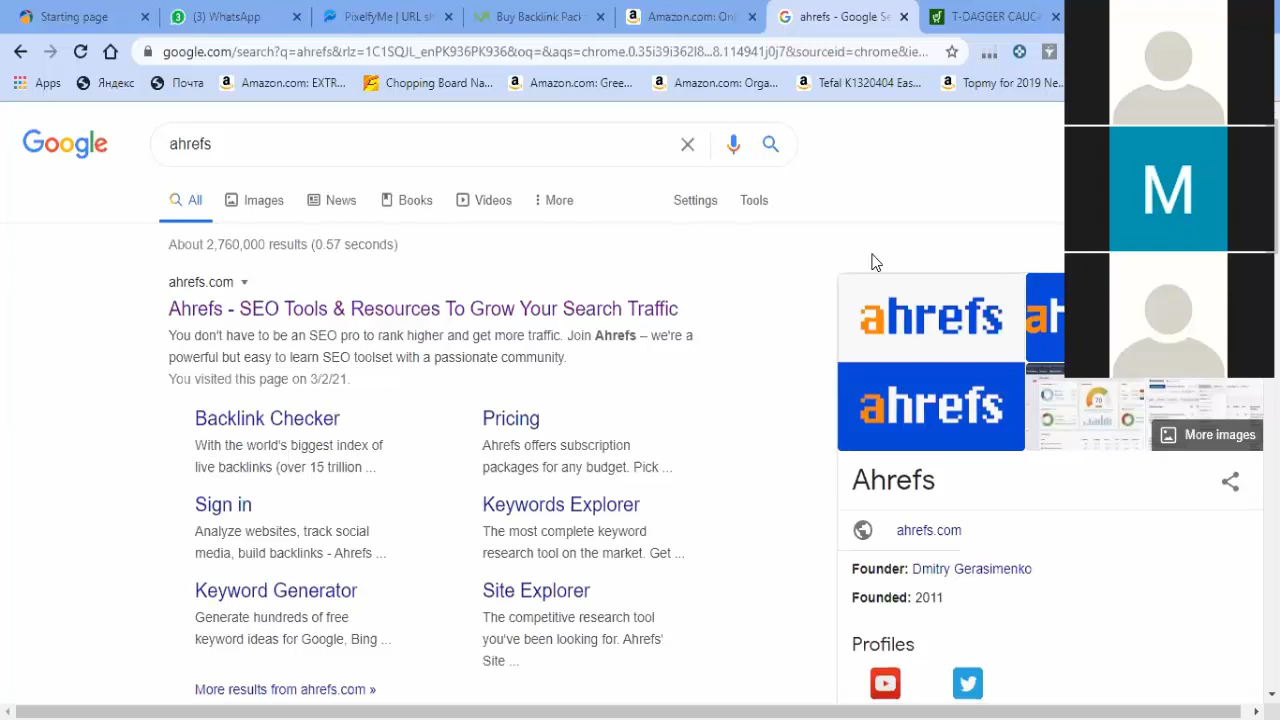 Starting page
(3) WhatsApp
PixelfyMe | URL sh
Buy Backlink Pack
Amazon.com: On
ahrefs - Google Se
T-DAGGER CAUC
google.com/search?q=ahrefs&rlz=1C1SQJL_enPK936PK936&oq=&aqs=chrome.0.35i39i362l8...8.114941j0j7&sourceid=chrome&ie...
Apps
Яндекс
Почта
Amazon.com: EXTR...
Chopping Board Na...
Amazon.com: Gree...
Amazon.com: Orga...
Tefal K1320404 Eas...
Topmy for 2019 Ne
Google
ahrefs
All
Images
News
Books
Videos
More
Settings
Tools
M
About 2,760,000 results (0.57 seconds)
ahrefs.com
Ahrefs - SEO Tools & Resources To Grow Your Search Traffic
You don't have to be an SEO pro to rank higher and get more traffic. Join Ahrefs – we're a
powerful but easy to learn SEO toolset with a passionate community.
You visited this page on 3/2/21.
Backlink Checker
With the world's biggest index of
live backlinks (over 15 trillion ...
Pricing
Ahrefs offers subscription
packages for any budget. Pick ...
Sign in
Analyze websites, track social
media, build backlinks - Ahrefs ...
Keywords Explorer
The most complete keyword
research tool on the market. Get ...
Keyword Generator
Generate hundreds of free
keyword ideas for Google, Bing ...
Site Explorer
The competitive research tool
you've been looking for. Ahrefs'
Site ...
More results from ahrefs.com »
ahrefs
ah
ahrefs
70
More images
Ahrefs
ahrefs.com
Founder: Dmitry Gerasimenko
Founded: 2011
Profiles